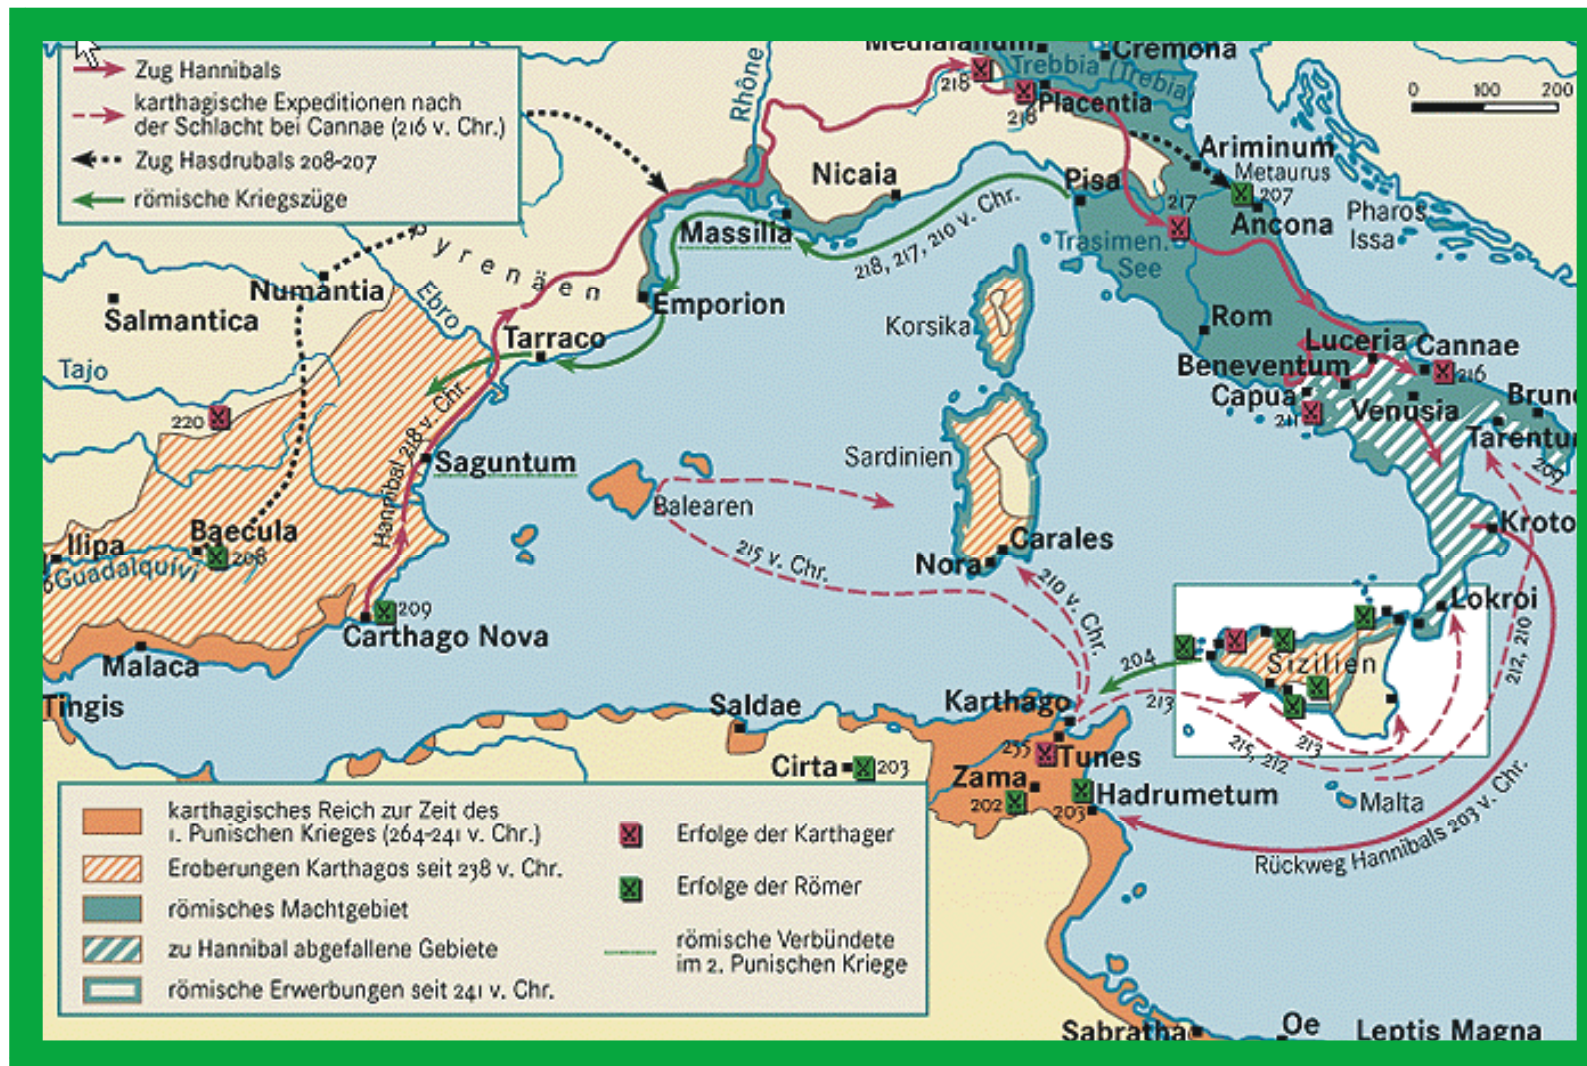 Zug Hannibals
karthagische Expeditionen nach
der Schlacht bei Cannae (216 v. Chr.)
Zug Hasdrubals 208-207
römische Kriegszüge
Rhône
Mediolanum
Cremona
Trebbia (Trebia)
218
Placentia
218
0 100 200
Ariminum
Metaurus
207
Ancona
Nicaia
Pisa
217
Pharos
Issa
Massilia
218, 217, 210 v. Chr.
Trasimen.
See
Pyrenäen
Numantia
Ebro
Emporion
Salmantica
Korsika
Rom
Tarraco
Luceria
Cannae
216
Tajo
Beneventum
Capua
211
Venusia
Brun
Tarentu
209
220
Hannibal 218 v. Chr.
Saguntum
Sardinien
Balearen
215 v. Chr.
Baecula
208
Ilipa
Guadalquivi
Carales
Nora
210 v. Chr.
Kroto
209
Carthago Nova
Lokroi
Malaca
204
Sizilien
212, 210
Tingis
Saldae
Karthago
213
213
215, 212
255
Tunes
Cirta
203
Zama
202
203
Hadrumetum
Malta
Rückweg Hannibals 203 v. Chr.
karthagisches Reich zur Zeit des
1. Punischen Krieges (264-241 v. Chr.)
Eroberungen Karthagos seit 238 v. Chr.
römisches Machtgebiet
zu Hannibal abgefallene Gebiete
römische Erwerbungen seit 241 v. Chr.
Erfolge der Karthager
Erfolge der Römer
römische Verbündete
im 2. Punischen Kriege
Sabratha
Oe
Leptis Magna